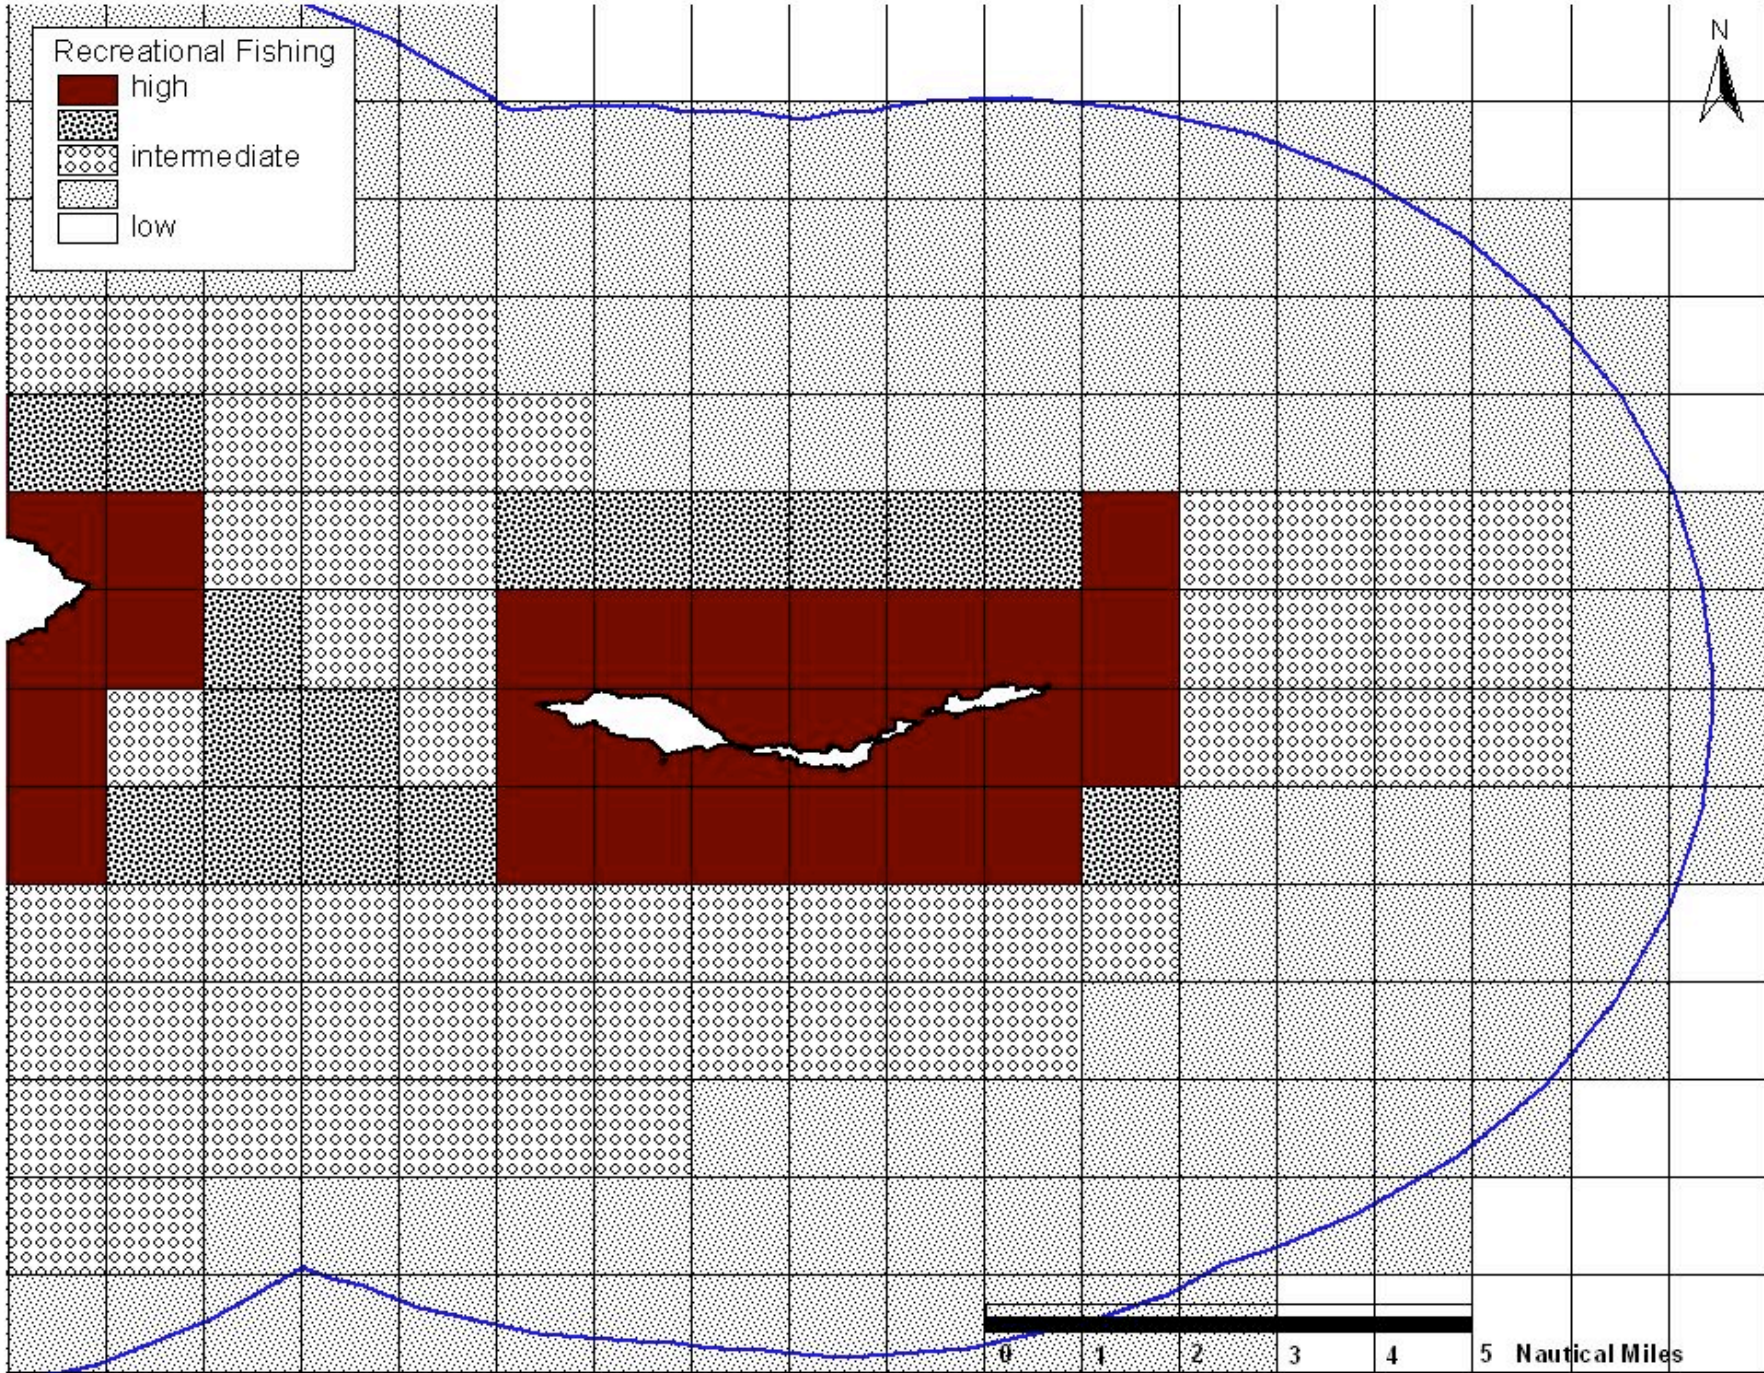 Recreational Fishing
high
intermediate
low
N
0 1 2 3 4 5 Nautical Miles